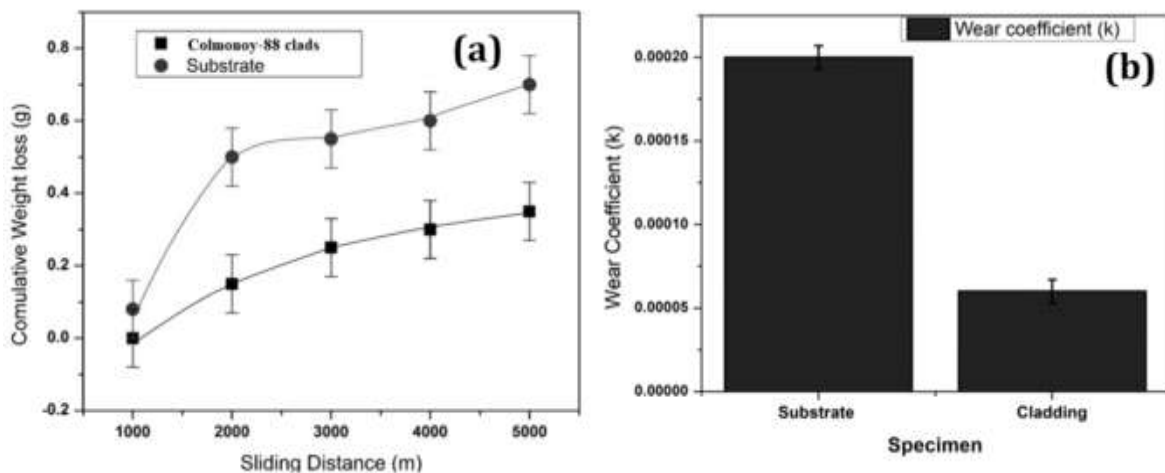 (a)
Colmonoy-88 clads
Substrate
Comulative Weight loss (g)
0.8
0.6
0.4
0.2
0.0
-0.2
1000 2000 3000 4000 5000
Sliding Distance (m)
(b)
Wear coefficient (k)
Wear Coefficient (k)
0.00020
0.00015
0.00010
0.00005
0.00000
Substrate Cladding
Specimen